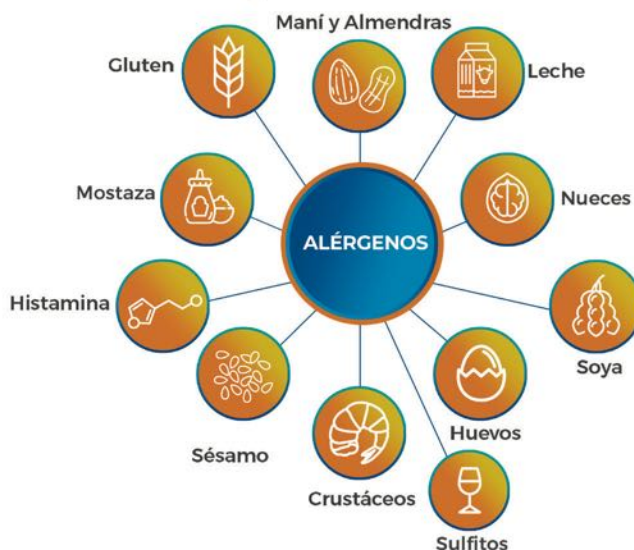 Maní y Almendras
Gluten
Leche
Mostaza
Nueces
ALÉRGENOS
Histamina
Soya
Sésamo
Huevos
Crustáceos
Sulfitos